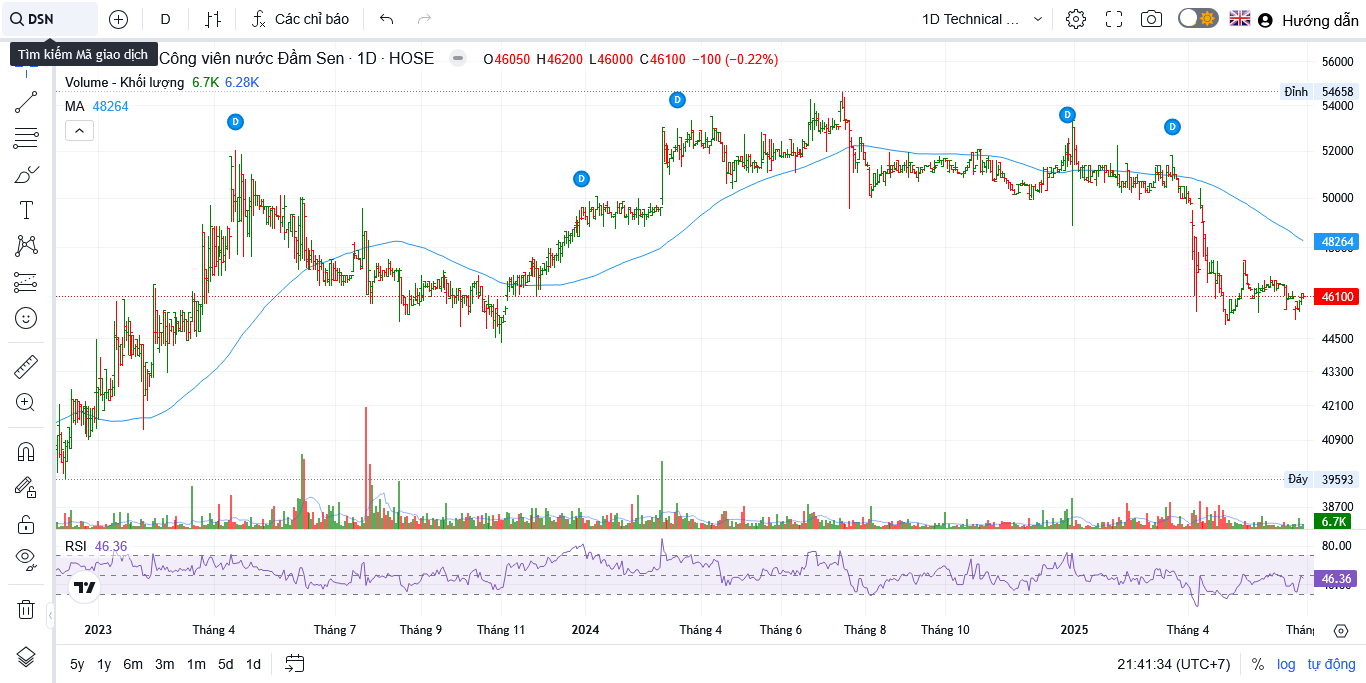 DSN
D
Các chỉ báo
1D Technical ...
Hướng dẫn
Tìm kiếm Mã giao dịch
Công viên nước Đầm Sen · 1D · HOSE
O46050 H46200 L46000 C46100 −100 (−0.22%)
Volume - Khối lượng 6.7K 6.28K
MA 48264
D
D
D
D
D
56000
Đỉnh 54658
54000
52000
50000
48264
46100
44500
43300
42100
40900
Đáy 39593
38700
6.7K
RSI 46.36
80.00
46.36
2023 Tháng 4 Tháng 7 Tháng 9 Tháng 11 2024 Tháng 4 Tháng 6 Tháng 8 Tháng 10 2025 Tháng 4
5y 1y 6m 3m 1m 5d 1d
21:41:34 (UTC+7) % log tự động